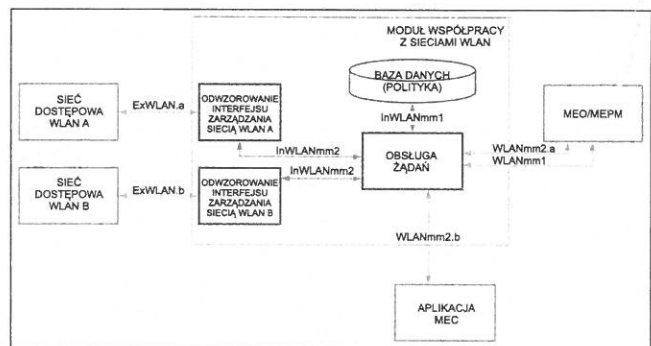 MODUŁ WSPÓŁPRACY
Z SIECIAMI WLAN
BAZA DANYCH
(POLITYKA)
SIEĆ
DOSTĘPOWA
WLAN A
ExWLAN.a
ODWZOROWANIE
INTERFEJSU
ZARZĄDZANIA
SIECIĄ WLAN A
InWLANmm1
MEO/MEPM
InWLANmm2
OBSŁUGA
ŻĄDAŃ
WLANmm2.a
WLANmm1
SIEĆ
DOSTĘPOWA
WLAN B
ExWLAN.b
ODWZOROWANIE
INTERFEJSU
ZARZĄDZANIA
SIECIĄ WLAN B
InWLANmm2
WLANmm2.b
APLIKACJA
MEC